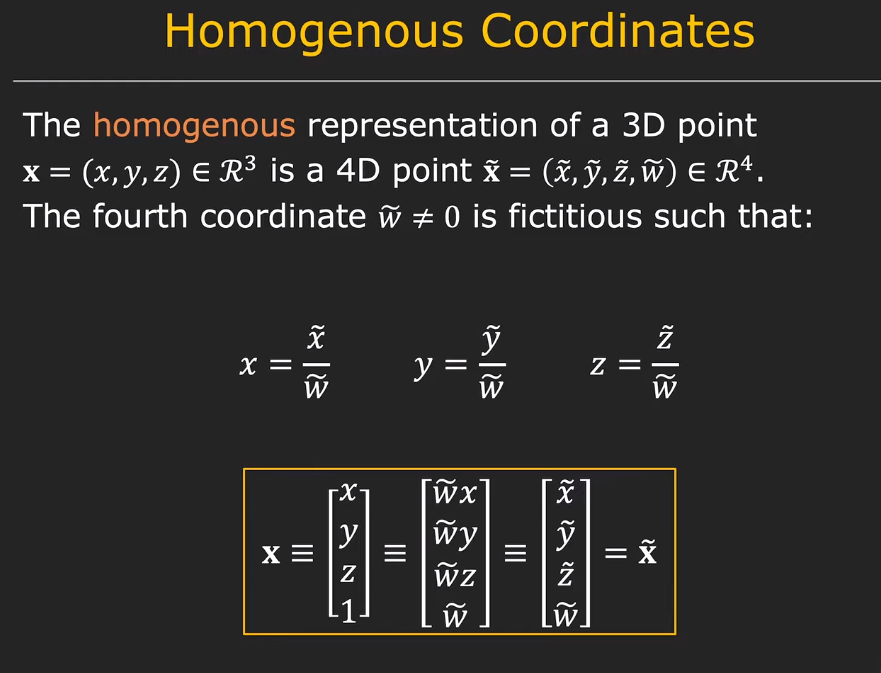 Homogenous Coordinates
The homogenous representation of a 3D point
𝐱 = (x, y, z) ∈ ℛ³ is a 4D point 𝐱̃ = (x̃, ỹ, z̃, w̃) ∈ ℛ⁴.
The fourth coordinate w̃ ≠ 0 is fictitious such that:
x = x̃/w̃  y = ỹ/w̃  z = z̃/w̃
𝐱 ≡ [x y z 1] ≡ [w̃x w̃y w̃z w̃] ≡ [x̃ ỹ z̃ w̃] = 𝐱̃